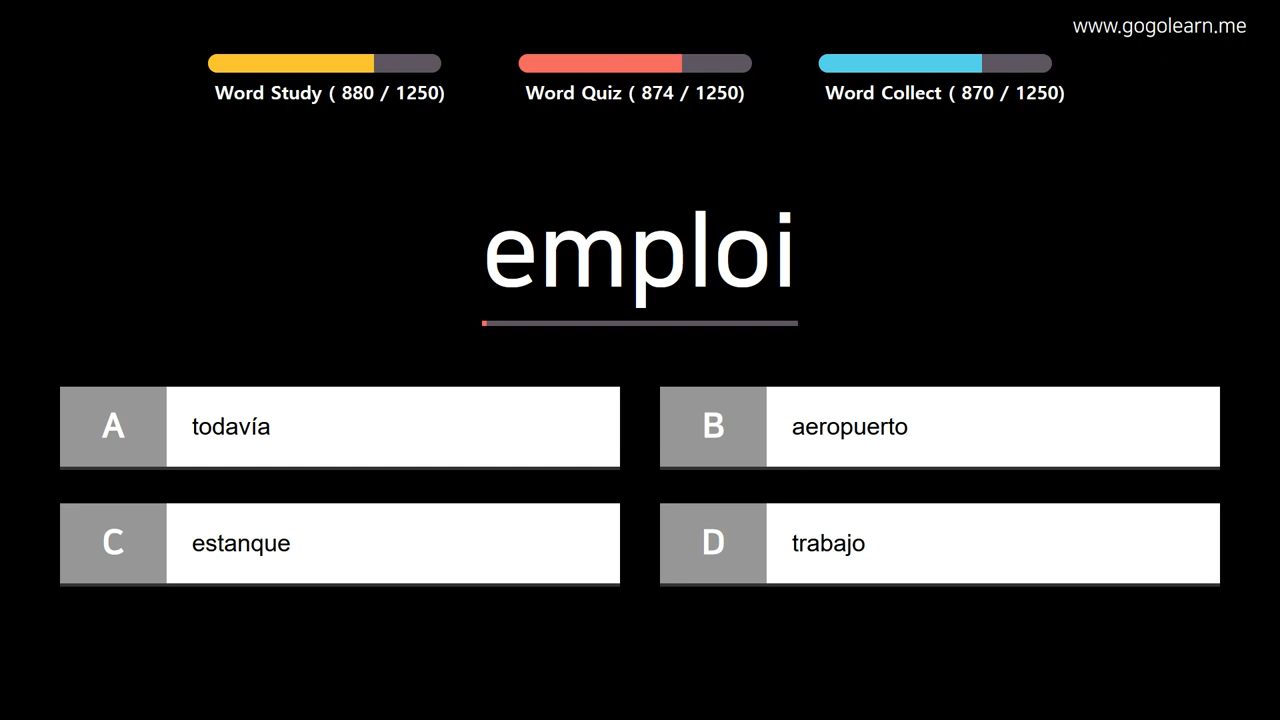 www.gogolearn.me
Word Study ( 880 / 1250)
Word Quiz ( 874 / 1250)
Word Collect ( 870 / 1250)
emploi
A todavía
B aeropuerto
C estanque
D trabajo